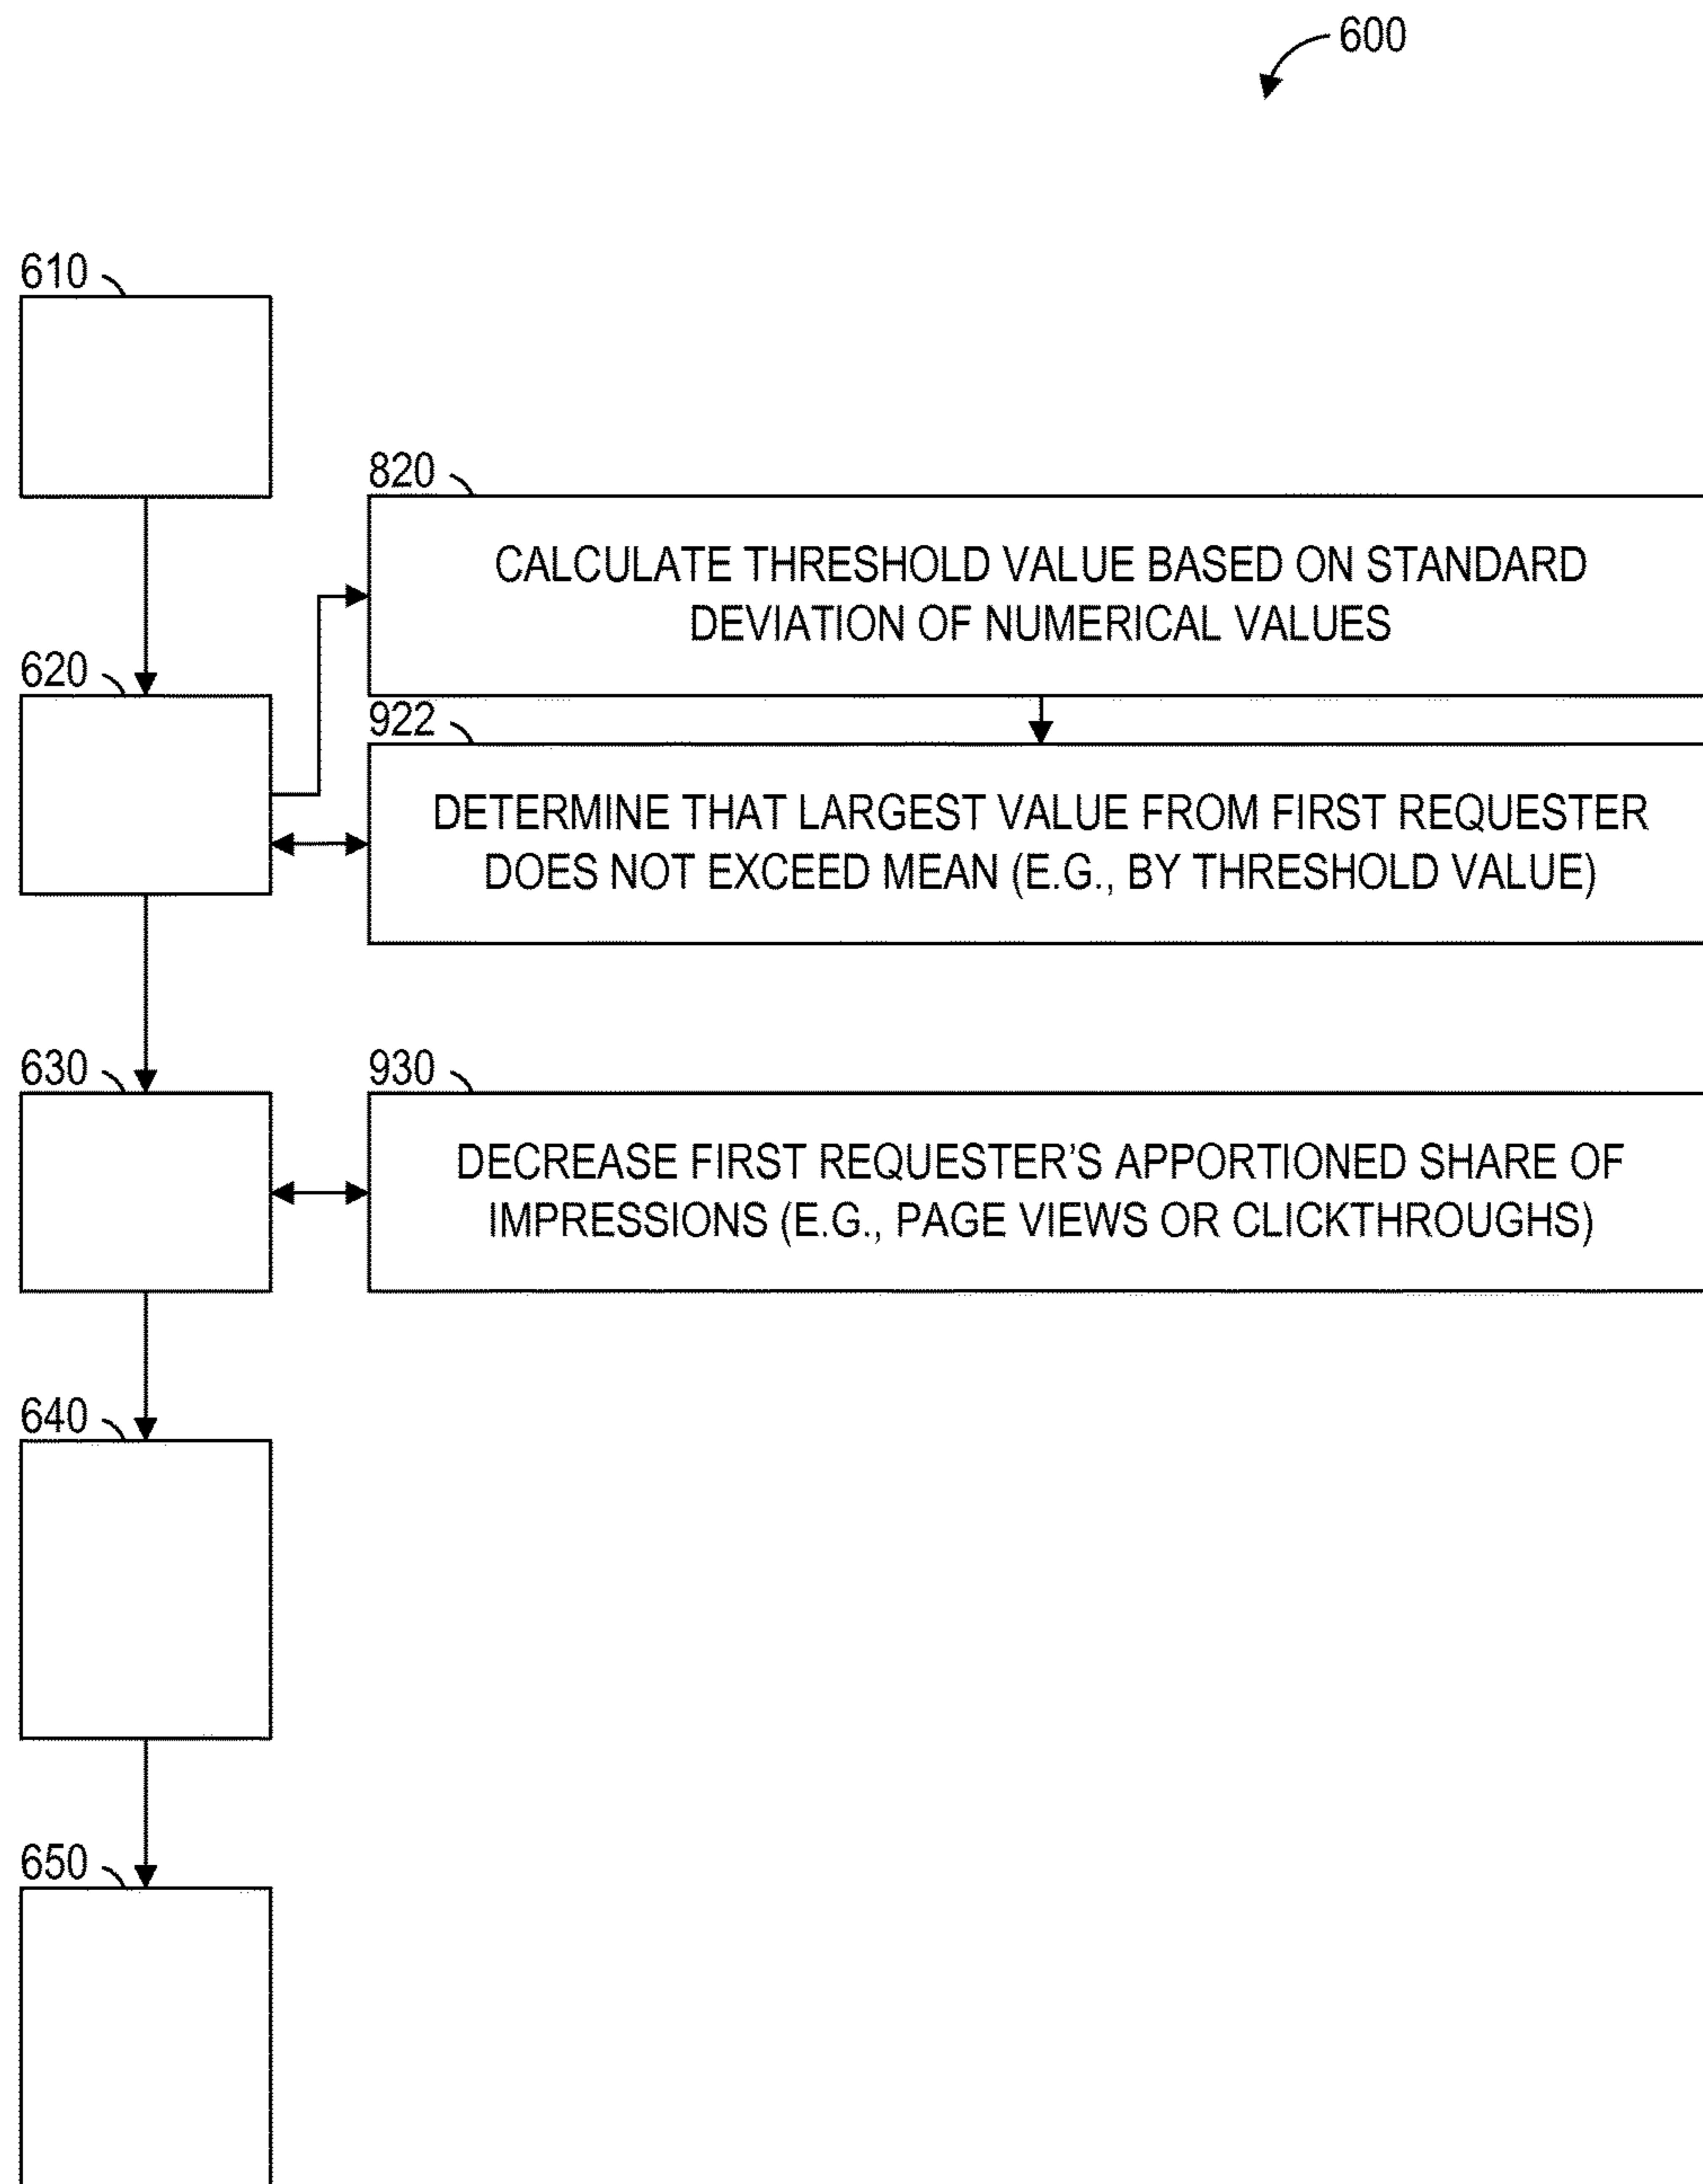 600
610
820
CALCULATE THRESHOLD VALUE BASED ON STANDARD
DEVIATION OF NUMERICAL VALUES
620
922
DETERMINE THAT LARGEST VALUE FROM FIRST REQUESTER
DOES NOT EXCEED MEAN (E.G., BY THRESHOLD VALUE)
630
930
DECREASE FIRST REQUESTER'S APPORTIONED SHARE OF
IMPRESSIONS (E.G., PAGE VIEWS OR CLICKTHROUGHS)
640
650